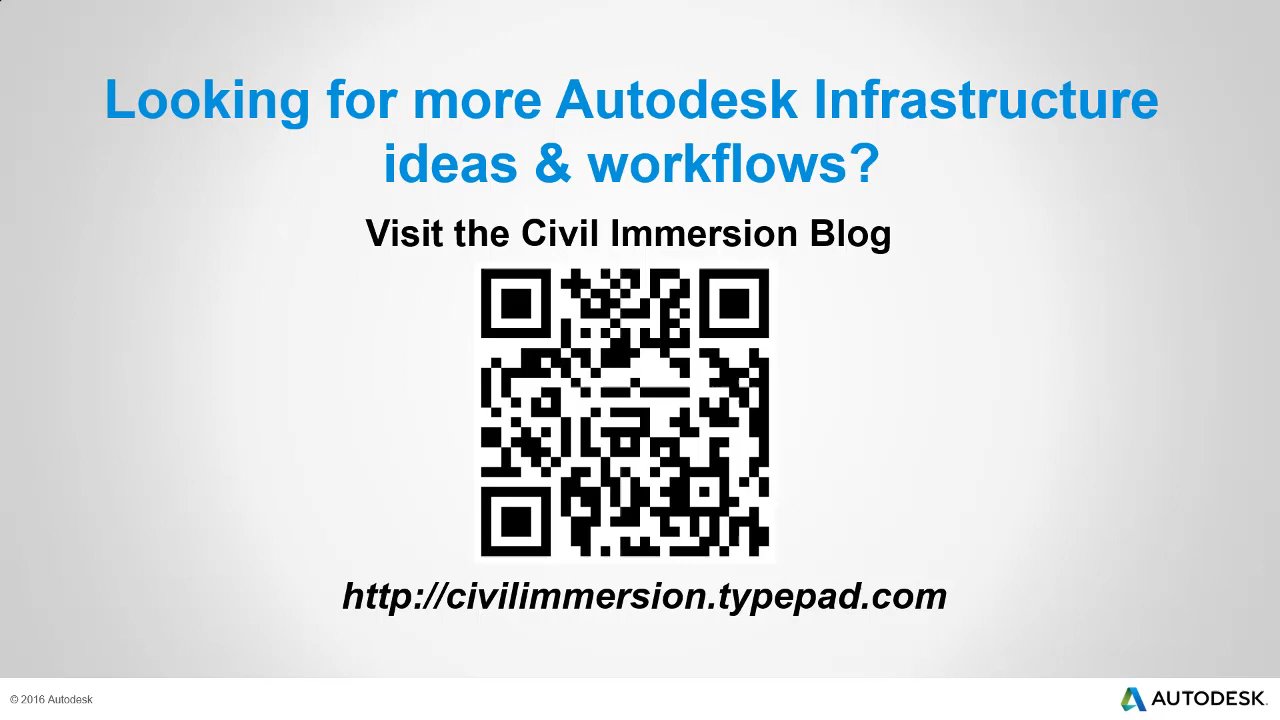 Looking for more Autodesk Infrastructure
ideas & workflows?
Visit the Civil Immersion Blog
http://civilimmersion.typepad.com
© 2016 Autodesk
AUTODESK.